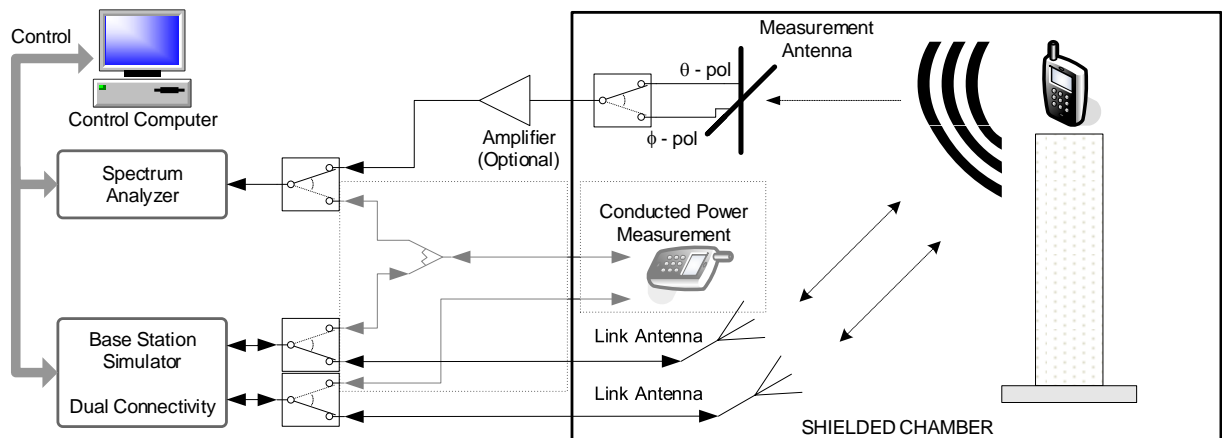 Control
Control Computer
Spectrum
Analyzer
Base Station
Simulator
Dual Connectivity
Amplifier
(Optional)
θ - pol
ϕ - pol
Measurement
Antenna
Conducted Power
Measurement
Link Antenna
Link Antenna
SHIELDED CHAMBER